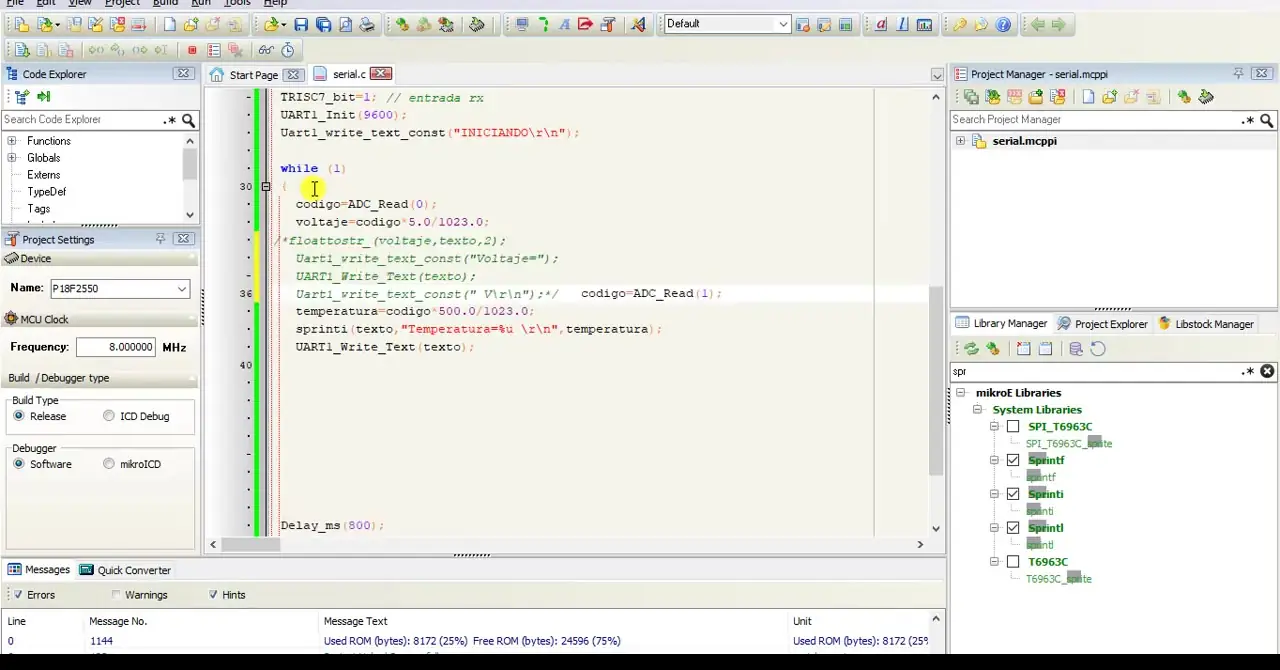 File Edit View Project Build Run Tools Help
Default
Code Explorer
Start Page
serial.c
Project Manager - serial.mcppi
Search Code Explorer
Functions
Globals
Externs
TypeDef
Tags
Search Project Manager
serial.mcppi
TRISC7_bit=1; // entrada rx
UART1_Init(9600);
Uart1_write_text_const("INICIANDO\r\n");
while (1)
30 {
codigo=ADC_Read(0);
voltaje=codigo*5.0/1023.0;
/*floattostr_(voltaje,texto,2);
Uart1_write_text_const("Voltaje=");
UART1_Write_Text(texto);
36 Uart1_write_text_const(" V\r\n");*/ codigo=ADC_Read(1);
temperatura=codigo*500.0/1023.0;
sprinti(texto,"Temperatura=%u \r\n",temperatura);
UART1_Write_Text(texto);
40
Delay_ms(800);
Project Settings
Device
Name: P18F2550
MCU Clock
Frequency: 8.000000 MHz
Build / Debugger type
Build Type
Release ICD Debug
Debugger
Software mikroICD
Library Manager Project Explorer Libstock Manager
spr
mikroE Libraries
System Libraries
SPI_T6963C
SPI_T6963C_sprite
Sprintf
sprintf
Sprinti
sprinti
Sprintl
sprintl
T6963C
T6963C_sprite
Messages Quick Converter
Errors Warnings Hints
Line Message No. Message Text Unit
0 1144 Used ROM (bytes): 8172 (25%) Free ROM (bytes): 24596 (75%) Used ROM (bytes): 8172 (25%